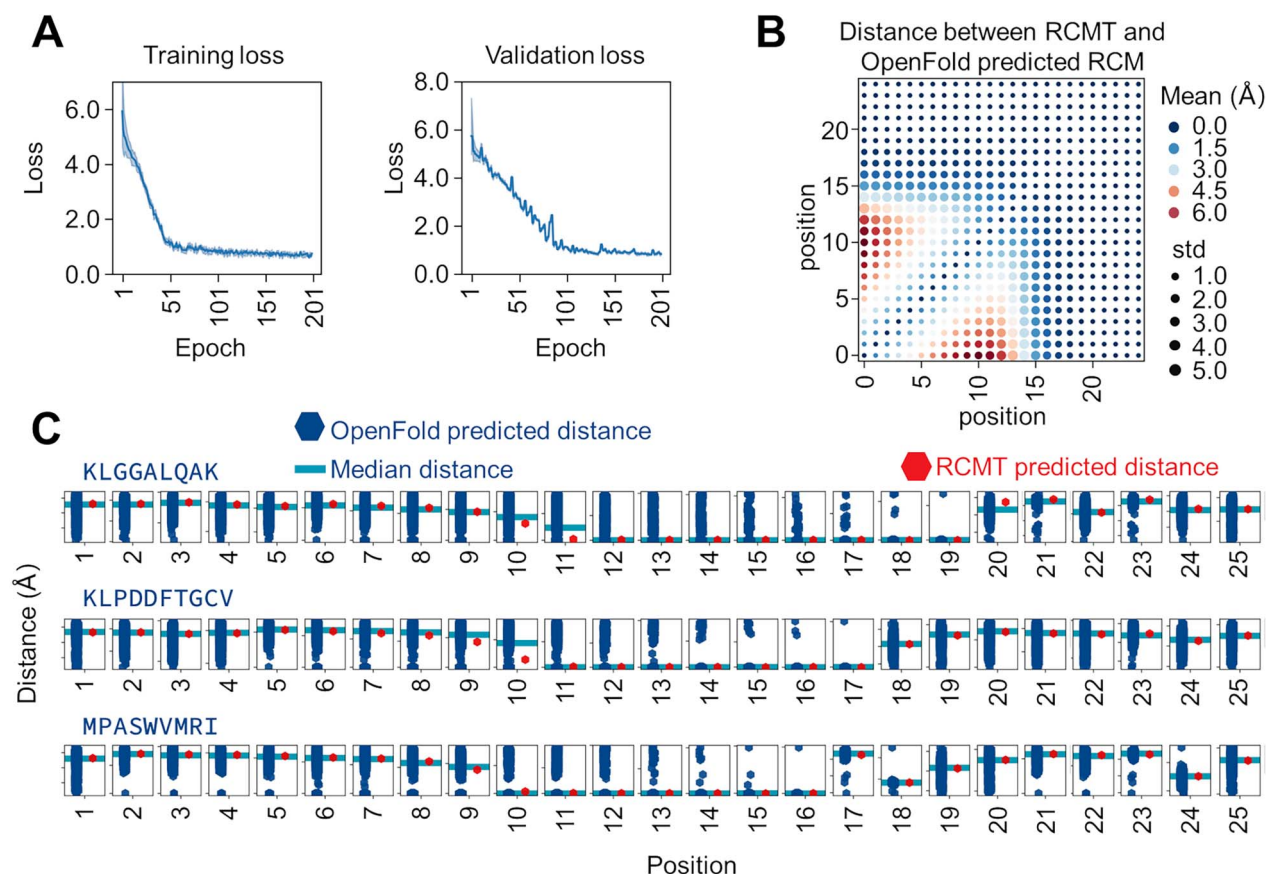 A
Training loss
Validation loss
Loss
6.0
4.0
2.0
0.0
1
51
101
151
201
Epoch
Loss
8.0
6.0
4.0
2.0
0.0
1
51
101
151
201
Epoch
B
Distance between RCMT and
OpenFold predicted RCM
position
20
15
10
5
0
0
5
10
15
20
position
Mean (Å)
0.0
1.5
3.0
4.5
6.0
std
1.0
2.0
3.0
4.0
5.0
C
OpenFold predicted distance
Median distance
RCMT predicted distance
Distance (Å)
KLGGALQAK
1 2 3 4 5 6 7 8 9 10 11 12 13 14 15 16 17 18 19 20 21 22 23 24 25
KLPDDFTGCV
1 2 3 4 5 6 7 8 9 10 11 12 13 14 15 16 17 18 19 20 21 22 23 24 25
MPASWVMRI
1 2 3 4 5 6 7 8 9 10 11 12 13 14 15 16 17 18 19 20 21 22 23 24 25
Position